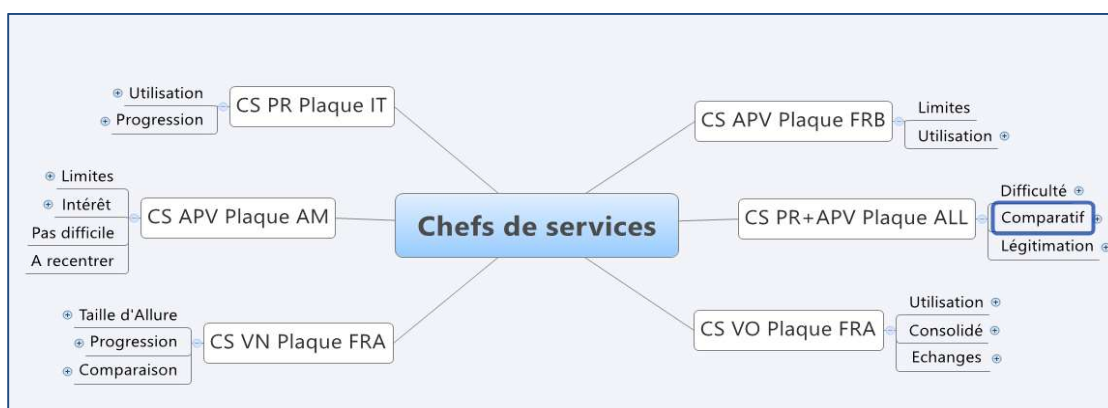 Chefs de services
CS PR Plaque IT
Utilisation
Progression
CS APV Plaque AM
Limites
Intérêt
Pas difficile
A recentrer
CS VN Plaque FRA
Taille d'Allure
Progression
Comparaison
CS APV Plaque FRB
Limites
Utilisation
CS PR+APV Plaque ALL
Difficulté
Comparatif
Légitimation
CS VO Plaque FRA
Utilisation
Consolidé
Echanges